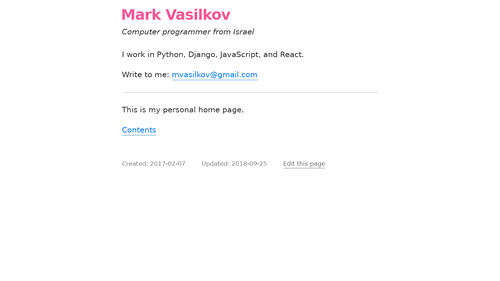 Mark Vasilkov
Computer programmer from Israel
I work in Python, Django, JavaScript, and React.
Write to me: mvasilkov@gmail.com
This is my personal home page.
Contents
Created: 2017-02-07 Updated: 2018-09-25 Edit this page